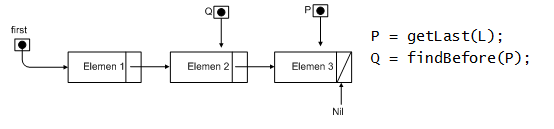 Q
P
first
Elemen 1
Elemen 2
Elemen 3
Nil
P = getLast(L);
Q = findBefore(P);